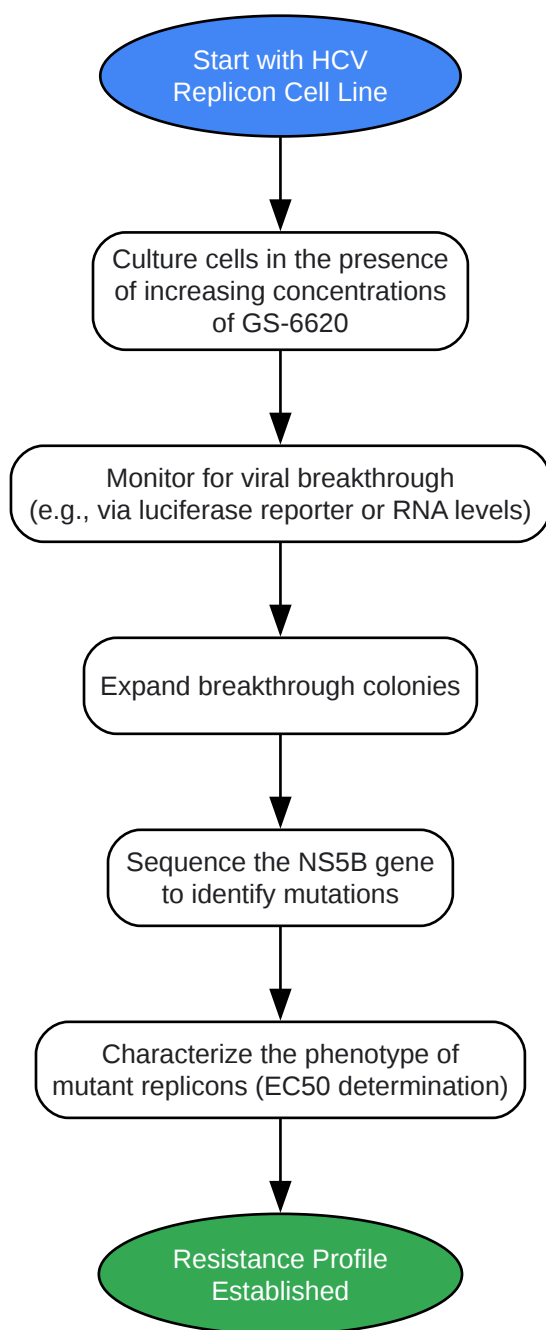 Start with HCV
Replicon Cell Line
Culture cells in the presence
of increasing concentrations
of GS-6620
Monitor for viral breakthrough
(e.g., via luciferase reporter or RNA levels)
Expand breakthrough colonies
Sequence the NS5B gene
to identify mutations
Characterize the phenotype of
mutant replicons (EC50 determination)
Resistance Profile
Established